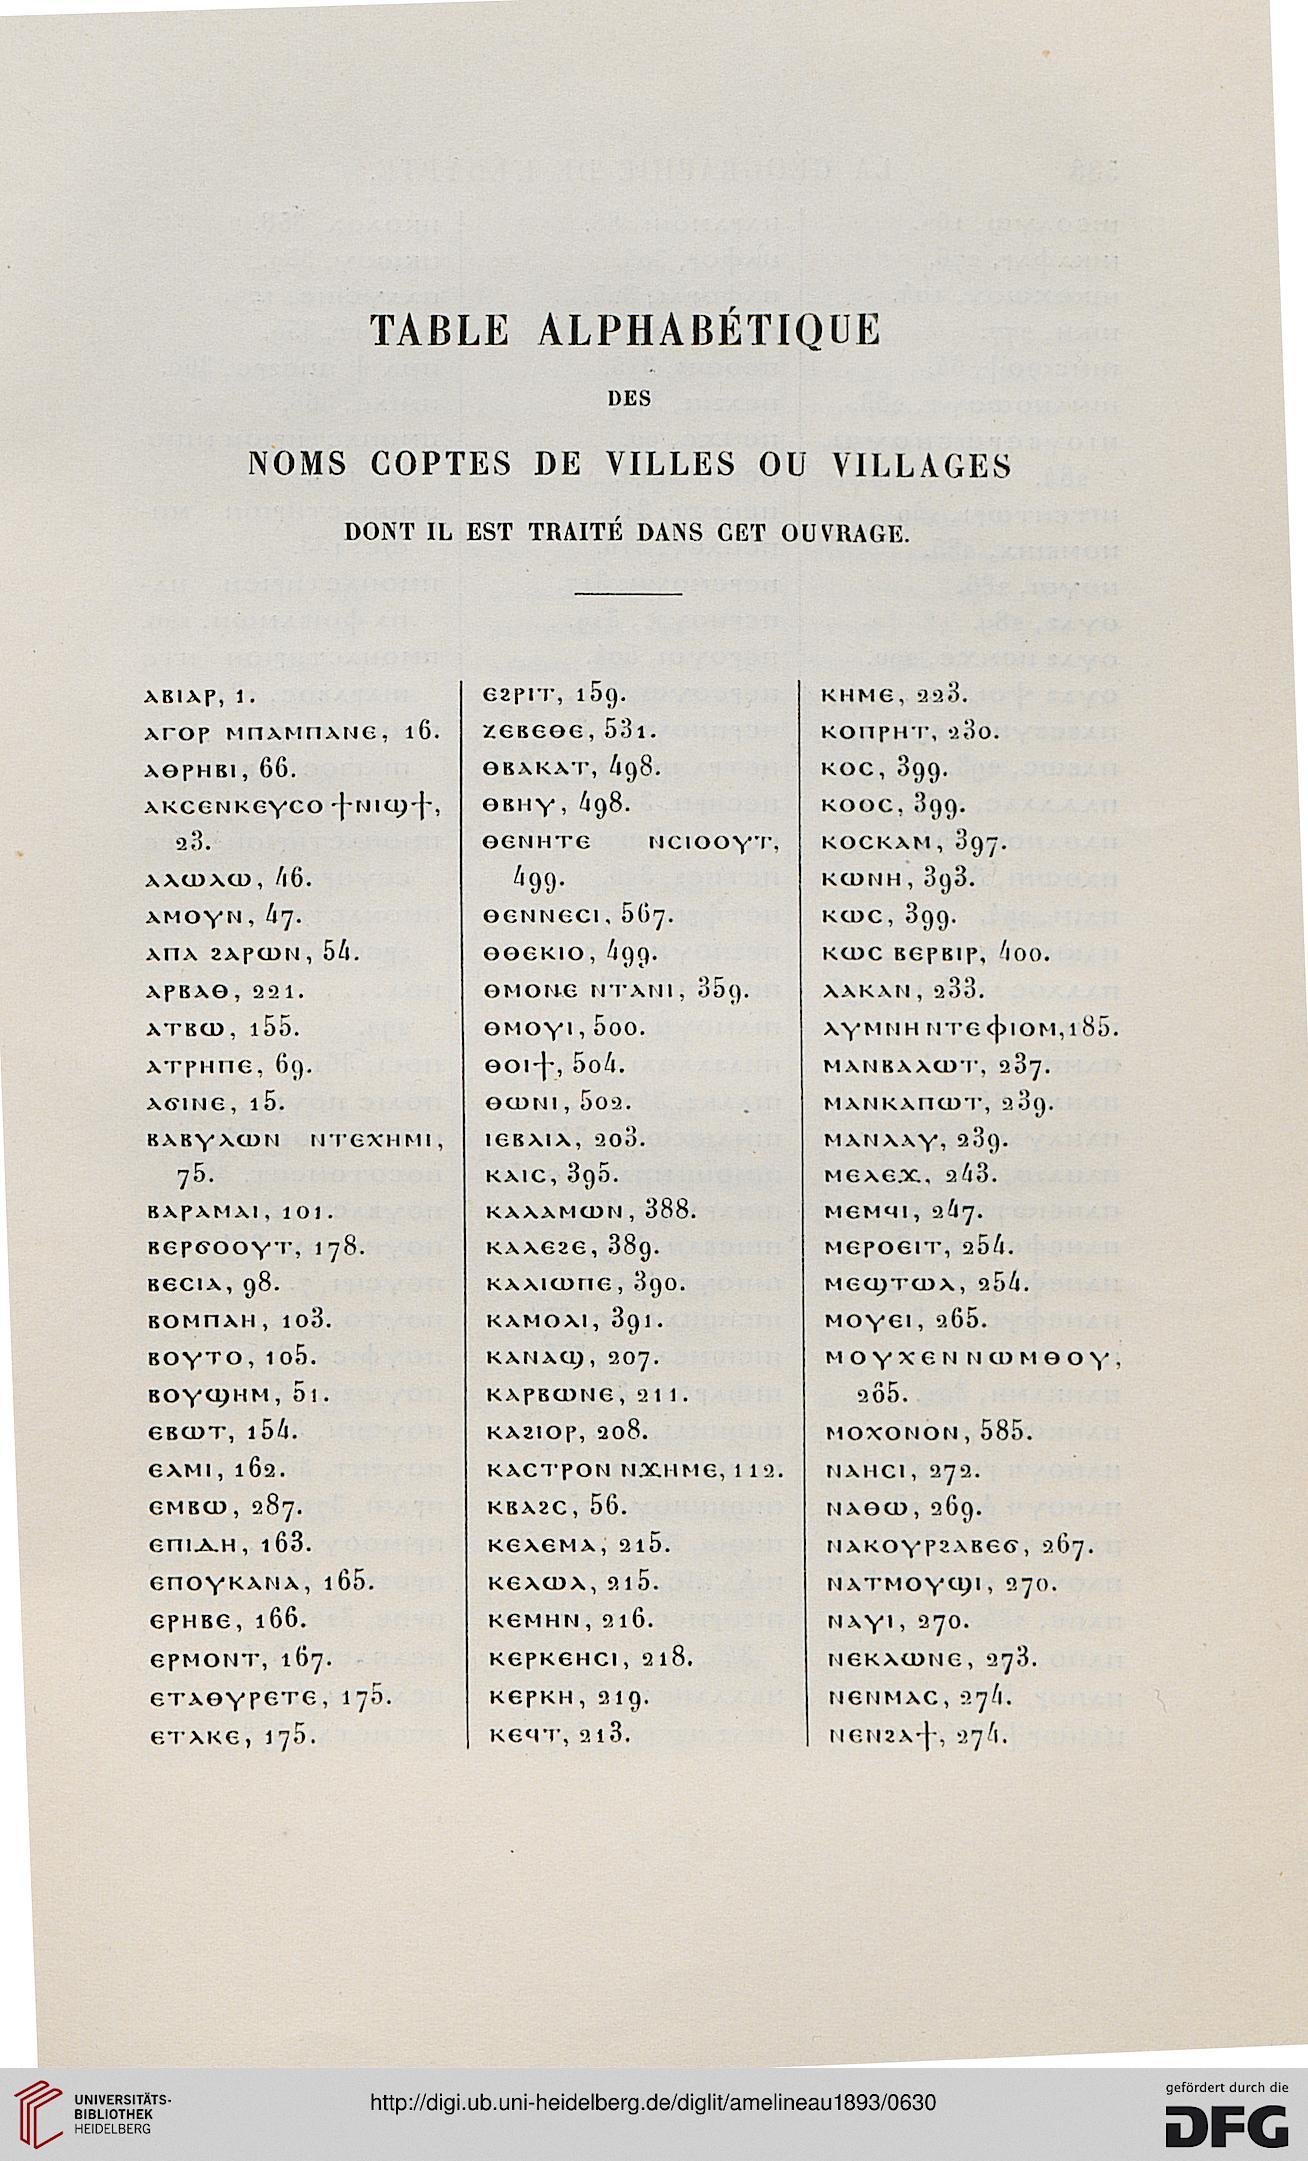 TABLE ALPHABÉTIQUE
DES
NOMS COPTES DE VILLES OU VILLAGES
DONT IL EST TRAITÉ DANS CET OUVRAGE.
ⲁⲃⲓⲁⲣ, 1.
ⲁⲅⲟⲣ ⲙⲡⲁⲙⲡⲁⲛⲉ, 16.
ⲁⲑⲣⲏⲃⲓ, 66.
ⲁⲕⲥⲉⲛⲕⲉⲩⲥⲟϯⲛⲓϣϯ,
23.
ⲁⲗⲱⲗⲱ, 46.
ⲁⲙⲟⲩⲛ, 47.
ⲁⲡⲁ ϩⲁⲣⲱⲛ, 54.
ⲁⲣⲃⲁⲑ, 221.
ⲁⲧⲃⲱ, 155.
ⲁⲧⲣⲏⲡⲉ, 69.
ⲁϭⲓⲛⲉ, 15.
ⲃⲁⲃⲩⲗⲱⲛ ⲛⲧⲉⲭⲏⲙⲓ,
75.
ⲃⲁⲣⲁⲙⲁⲓ, 101.
ⲃⲉⲣϭⲟⲟⲩⲧ, 178.
ⲃⲉⲥⲓⲁ, 98.
ⲃⲟⲙⲡⲁⲏ, 103.
ⲃⲟⲩⲧⲟ, 105.
ⲃⲟⲩϣⲏⲙ, 51.
ⲉⲃⲱⲧ, 154.
ⲉⲗⲙⲓ, 162.
ⲉⲙⲃⲱ, 287.
ⲉⲡⲓⲇⲏ, 163.
ⲉⲡⲟⲩⲕⲁⲛⲁ, 165.
ⲉⲣⲏⲃⲉ, 166.
ⲉⲣⲙⲟⲛⲧ, 167.
ⲉⲧⲁⲑⲩⲣⲉⲧⲉ, 175.
ⲉⲧⲁⲕⲉ, 175.
ⲉϩⲣⲓⲧ, 159.
ⲍⲉⲃⲉⲑⲉ, 531.
ⲑⲃⲁⲕⲁⲧ, 498.
ⲑⲃⲏⲩ, 498.
ⲑⲉⲛⲏⲧⲉ ⲛⲥⲓⲟⲟⲩⲧ,
499.
ⲑⲉⲛⲛⲉⲥⲓ, 567.
ⲑⲑⲉⲕⲓⲟ, 499.
ⲑⲙⲟⲛⲉ ⲛⲧⲁⲛⲓ, 359.
ⲑⲙⲟⲩⲓ, 500.
ⲑⲟⲓϯ, 504.
ⲑⲱⲛⲓ, 502.
ⲓⲉⲃⲗⲓⲗ, 203.
ⲕⲁⲓⲥ, 395.
ⲕⲁⲗⲁⲙⲱⲛ, 388.
ⲕⲁⲗⲉϩⲉ, 389.
ⲕⲁⲗⲓⲱⲡⲉ, 390.
ⲕⲁⲙⲟⲗⲓ, 391.
ⲕⲁⲛⲁϣ, 207.
ⲕⲁⲣⲃⲱⲛⲉ, 211.
ⲕⲁϩⲓⲟⲣ, 208.
ⲕⲁⲥⲧⲣⲟⲛ ⲛϫⲏⲙⲉ, 112.
ⲕⲃⲁϩⲥ, 56.
ⲕⲉⲗⲉⲙⲁ, 215.
ⲕⲉⲗⲱⲗ, 215.
ⲕⲉⲙⲏⲛ, 216.
ⲕⲉⲣⲕⲉⲏⲥⲓ, 218.
ⲕⲉⲣⲕⲏ, 219.
ⲕⲉϥⲧ, 213.
ⲕⲏⲙⲉ, 223.
ⲕⲟⲡⲣⲏⲧ, 230.
ⲕⲟⲥ, 399.
ⲕⲟⲟⲥ, 399.
ⲕⲟⲥⲕⲁⲙ, 397.
ⲕⲱⲛⲏ, 393.
ⲕⲱⲥ, 399.
ⲕⲱⲥ ⲃⲉⲣⲃⲓⲣ, 400.
ⲗⲁⲕⲁⲛ, 233.
ⲗⲩⲙⲛⲏ ⲛⲧⲉ ⲫⲓⲟⲙ, 185.
ⲙⲁⲛⲃⲁⲗⲱⲧ, 237.
ⲙⲁⲛⲕⲁⲡⲱⲧ, 239.
ⲙⲁⲛⲗⲁⲩ, 239.
ⲙⲉⲗⲉϫ, 243.
ⲙⲉⲙϥⲓ, 247.
ⲙⲉⲣⲟⲉⲓⲧ, 254.
ⲙⲉϣⲧⲱⲗ, 254.
ⲙⲟⲩⲉⲓ, 265.
ⲙⲟⲩⲭⲉⲛⲛⲱⲙⲑⲟⲩ,
265.
ⲙⲟⲭⲟⲛⲟⲛ, 585.
ⲛⲁⲏⲥⲓ, 272.
ⲛⲁⲑⲱ, 269.
ⲛⲁⲕⲟⲩⲣϩⲁⲃⲉϭ, 267.
ⲛⲁⲧⲙⲟⲩϣⲓ, 270.
ⲛⲁⲩⲓ, 270.
ⲛⲉⲕⲗⲱⲛⲉ, 273.
ⲛⲉⲛⲙⲁⲥ, 274.
ⲛⲉⲛϩⲁϯ, 274.
UNIVERSITÄTS-
BIBLIOTHEK
HEIDELBERG
http://digi.ub.uni-heidelberg.de/diglit/amelineau1893/0630
gefördert durch die
DFG